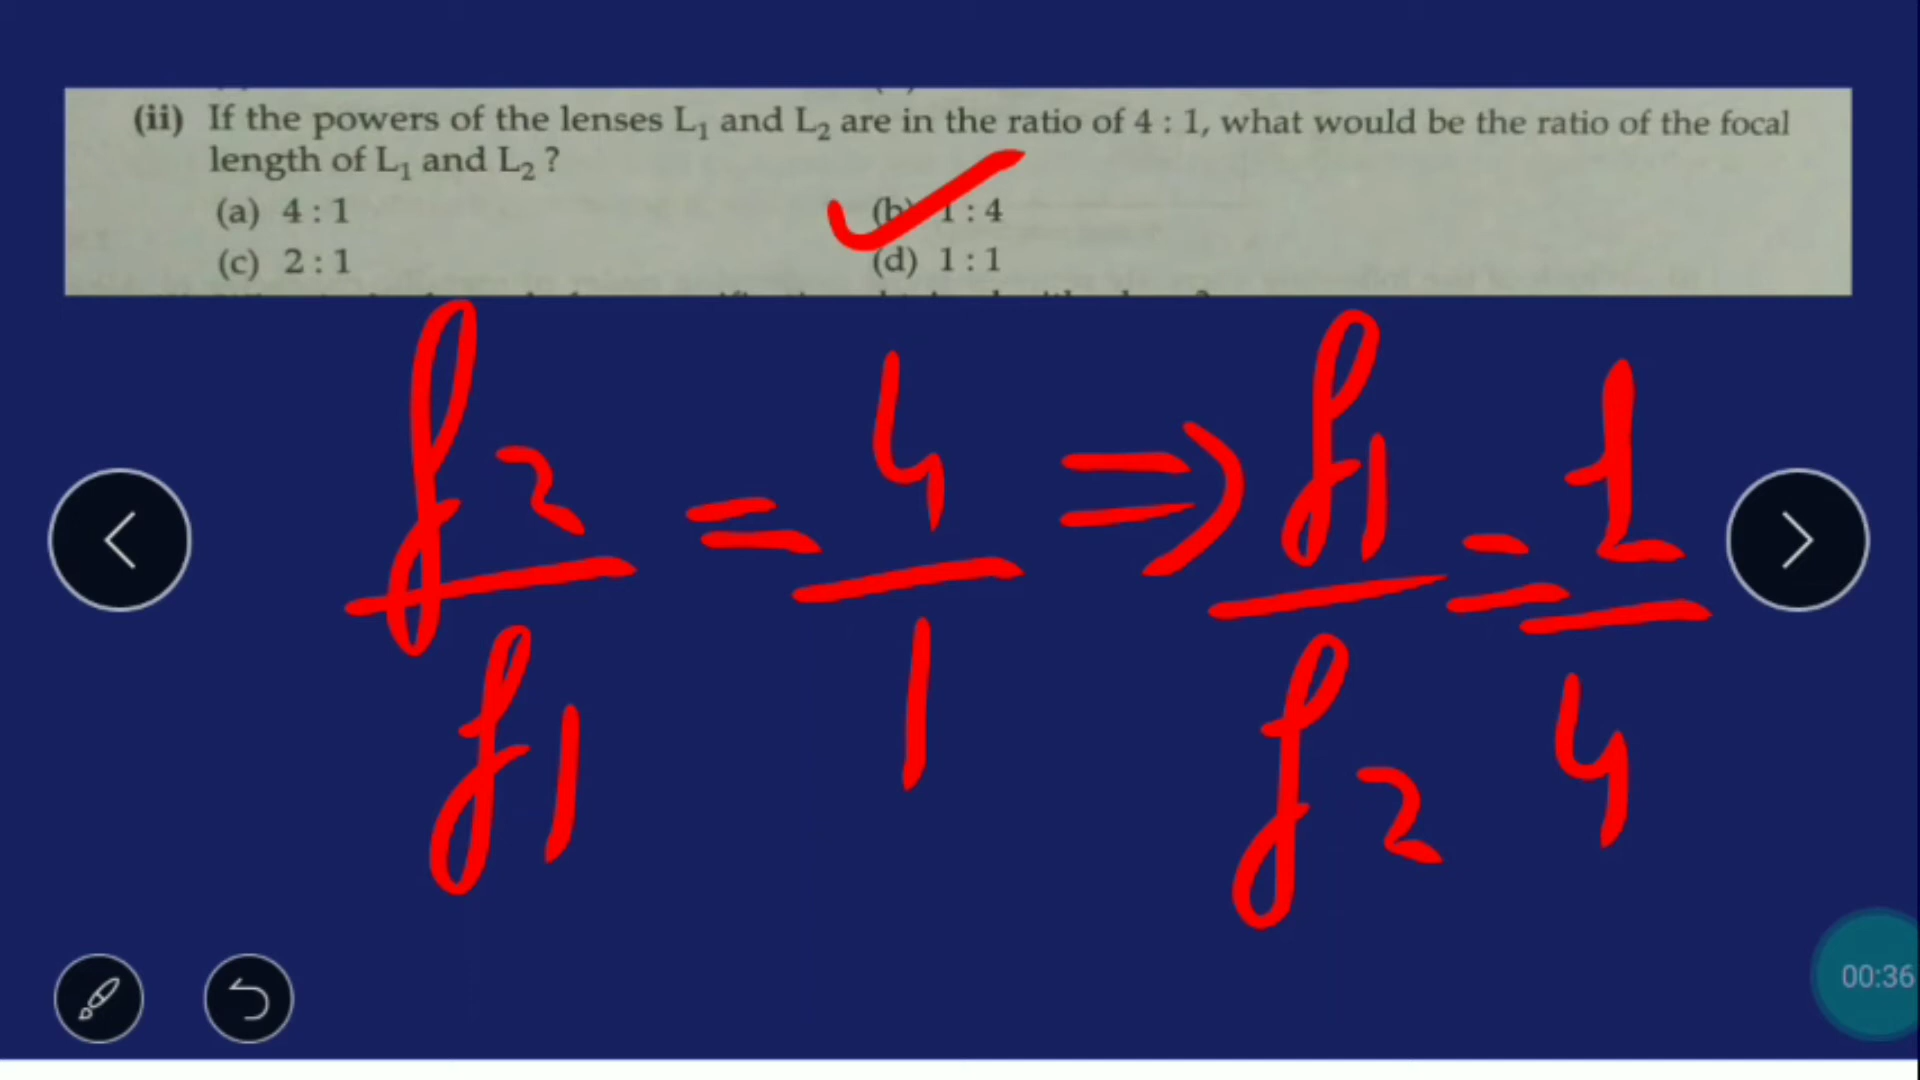 (ii) If the powers of the lenses L₁ and L₂ are in the ratio of 4 : 1, what would be the ratio of the focal
length of L₁ and L₂ ?
(a) 4 : 1
(b) 1 : 4
(c) 2 : 1
(d) 1 : 1
f2/f1 = 4/1 ⇒ f1/f2 = 1/4
00:36